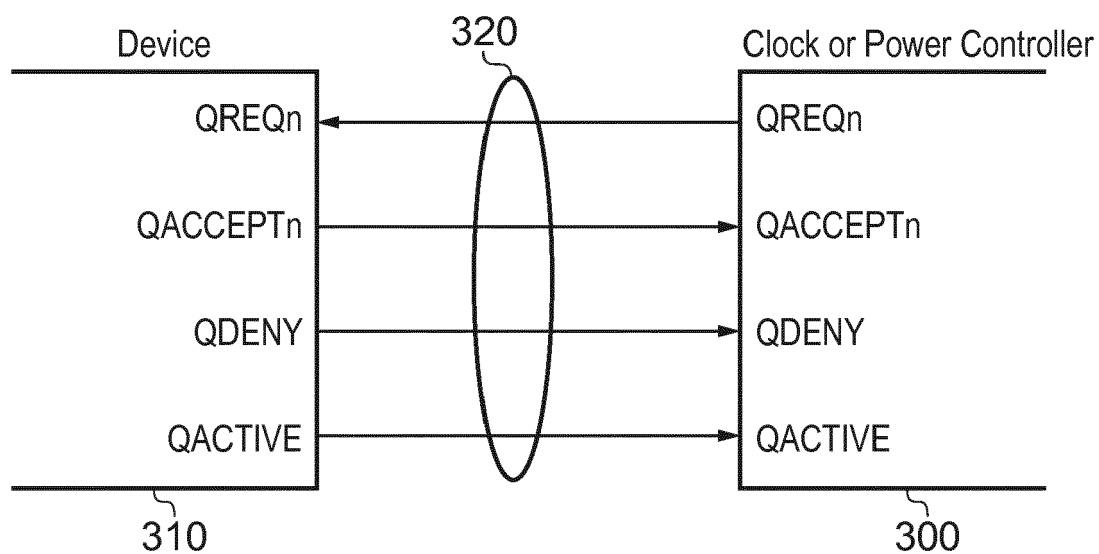 320
Device
Clock or Power Controller
QREQn
QREQn
QACCEPTn
QACCEPTn
QDENY
QDENY
QACTIVE
QACTIVE
310
300